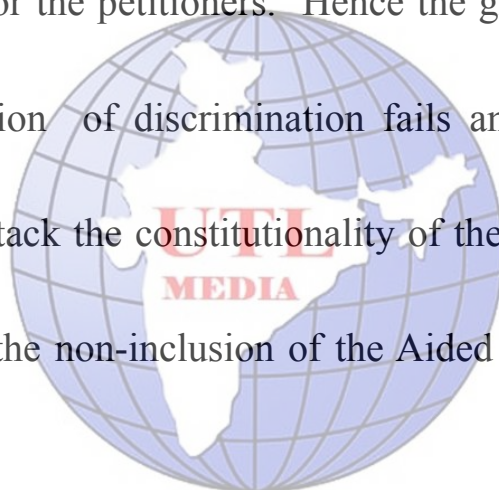 or the petitioners. Hence the g
ion of discrimination fails an
tack the constitutionality of the
UTL
MEDIA
the non-inclusion of the Aided